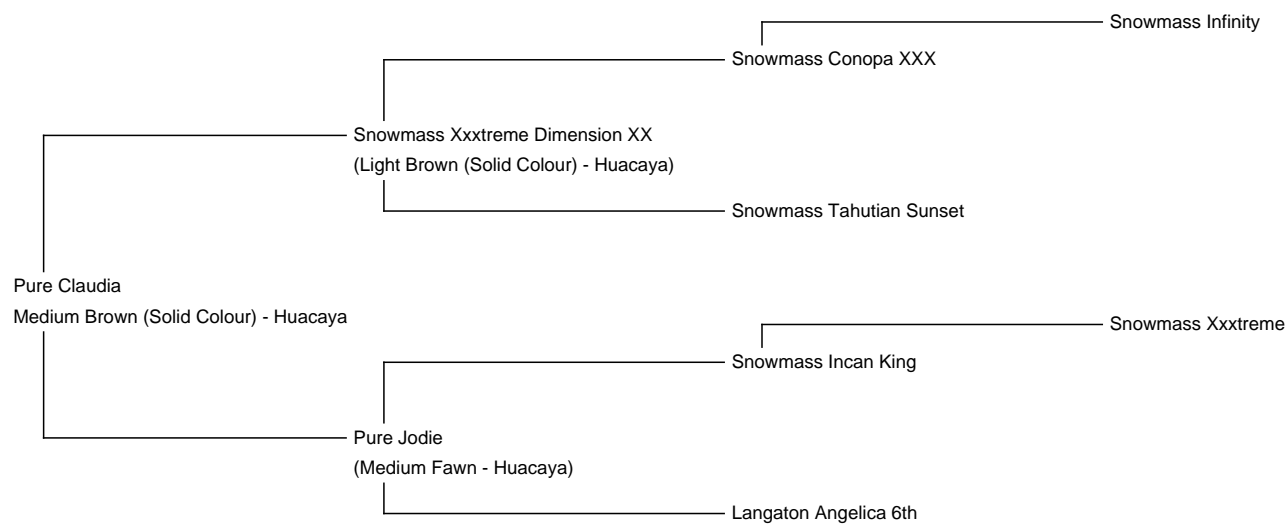 Snowmass Infinity
Snowmass Conopa XXX
Snowmass Xxxtreme Dimension XX
(Light Brown (Solid Colour) - Huacaya)
Snowmass Tahutian Sunset
Pure Claudia
Medium Brown (Solid Colour) - Huacaya
Snowmass Xxxtreme
Snowmass Incan King
Pure Jodie
(Medium Fawn - Huacaya)
Langaton Angelica 6th